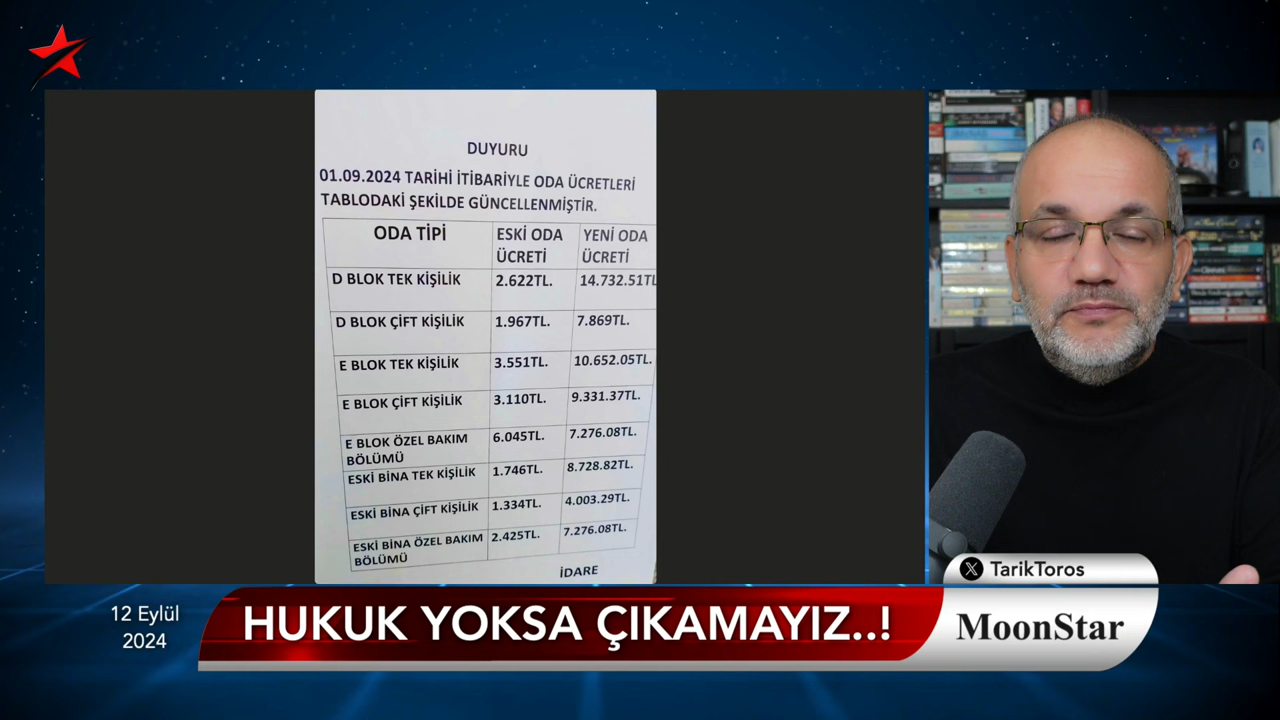 DUYURU
01.09.2024 TARİHİ İTİBARİYLE ODA ÜCRETLERİ
TABLODAKİ ŞEKİLDE GÜNCELLENMİŞTİR.
ODA TİPİ ESKİ ODA ÜCRETİ YENİ ODA ÜCRETİ
D BLOK TEK KİŞİLİK 2.622TL. 14.732.51TL
D BLOK ÇİFT KİŞİLİK 1.967TL. 7.869TL.
E BLOK TEK KİŞİLİK 3.551TL. 10.652.05TL.
E BLOK ÇİFT KİŞİLİK 3.110TL. 9.331.37TL.
E BLOK ÖZEL BAKIM BÖLÜMÜ 6.045TL. 7.276.08TL.
ESKİ BİNA TEK KİŞİLİK 1.746TL. 8.728.82TL.
ESKİ BİNA ÇİFT KİŞİLİK 1.334TL. 4.003.29TL.
ESKİ BİNA ÖZEL BAKIM BÖLÜMÜ 2.425TL. 7.276.08TL.
İDARE
X TarikToros
12 Eylül
2024
HUKUK YOKSA ÇIKAMAYIZ..!
MoonStar